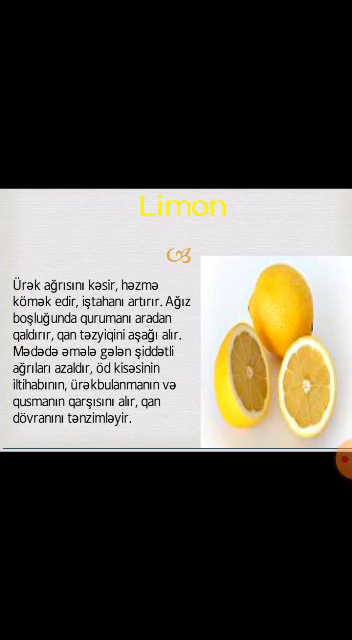 Limon
Ürək ağrısını kəsir, həzmə
kömək edir, iştahanı artırır. Ağız
boşluğunda qurumanı aradan
qaldırır, qan təzyiqini aşağı alır.
Mədədə əmələ gələn şiddətli
ağrıları azaldır, öd kisəsinin
iltihabının, ürəkbulanmanın və
qusmanın qarşısını alır, qan
dövranını tənzimləyir.